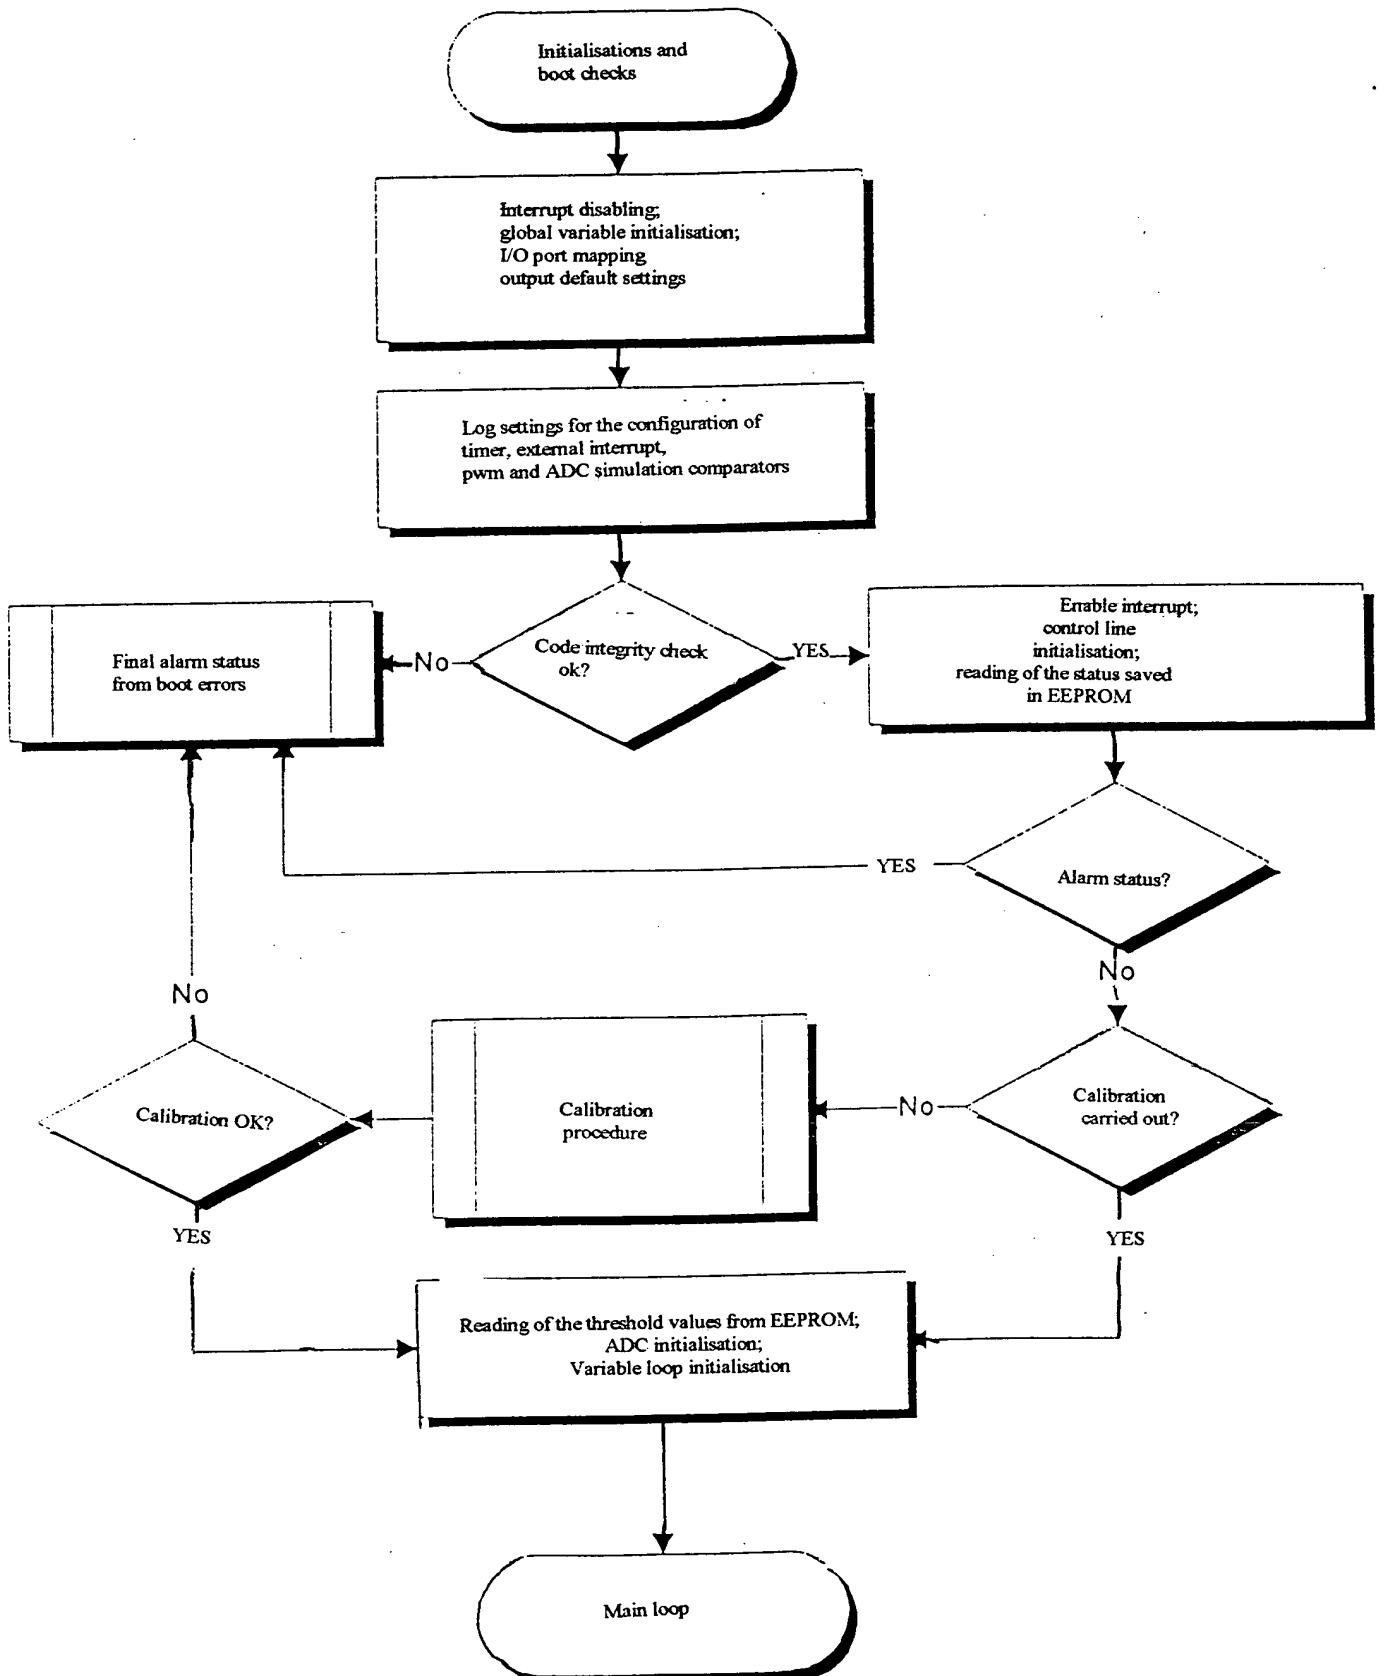 Initialisations and
boot checks
Interrupt disabling;
global variable initialisation;
I/O port mapping
output default settings
Log settings for the configuration of
timer, external interrupt,
pwm and ADC simulation comparators
Code integrity check
ok?
No
YES
Final alarm status
from boot errors
Enable interrupt;
control line
initialisation;
reading of the status saved
in EEPROM
Alarm status?
YES
No
Calibration
carried out?
No
YES
Calibration
procedure
Calibration OK?
No
YES
Reading of the threshold values from EEPROM;
ADC initialisation;
Variable loop initialisation
Main loop